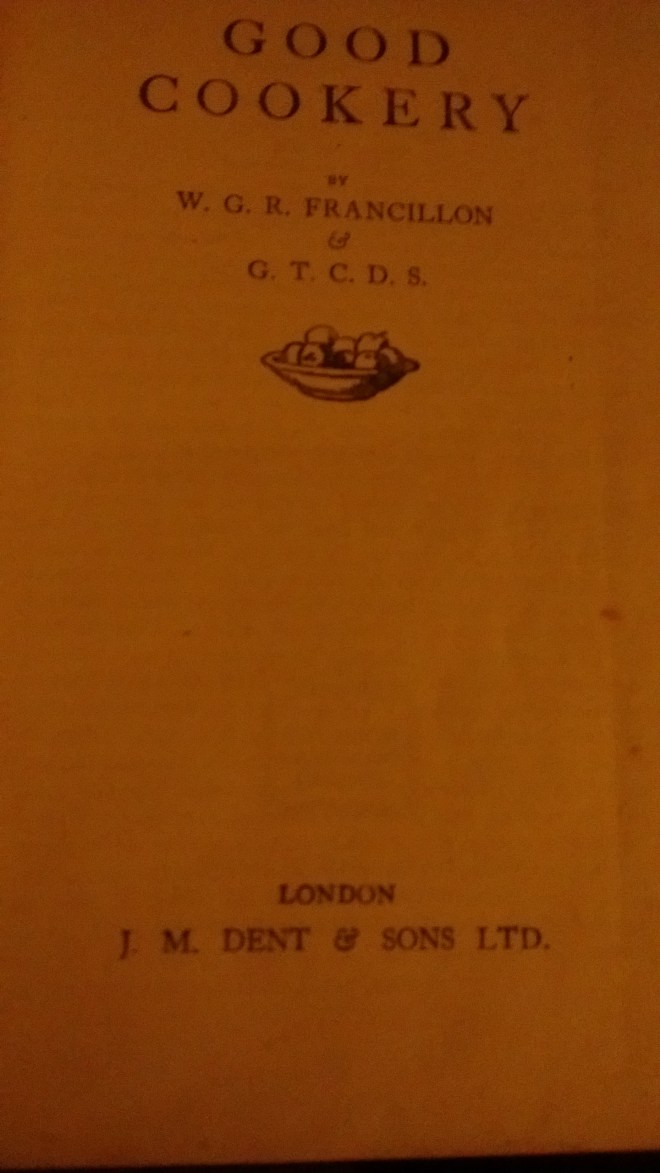 GOOD
COOKERY
BY
W. G. R. FRANCILLON
&
G. T. C. D. S.
LONDON
J. M. DENT & SONS LTD.